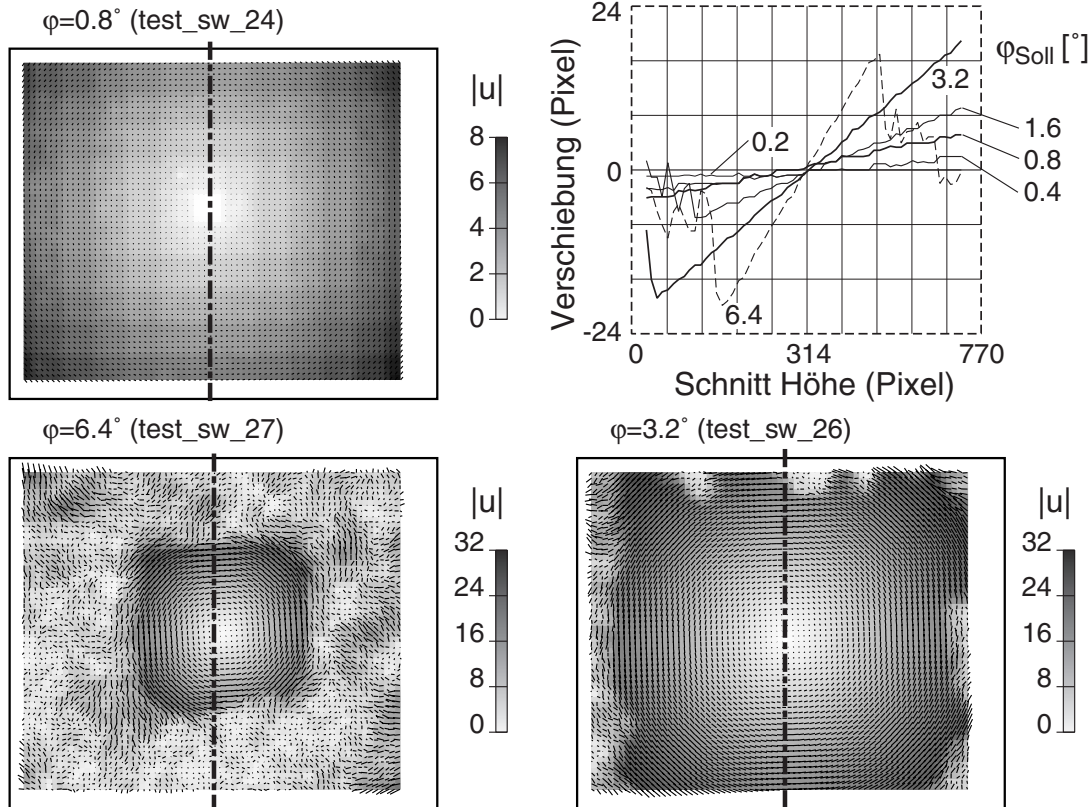 φ=0.8° (test_sw_24)
|u|
8
6
4
2
0
24
0
-24
Verschiebung (Pixel)
0.2
3.2
6.4
φSoll [°]
1.6
0.8
0.4
0 314 770
Schnitt Höhe (Pixel)
φ=6.4° (test_sw_27)
|u|
32
24
16
8
0
φ=3.2° (test_sw_26)
|u|
32
24
16
8
0